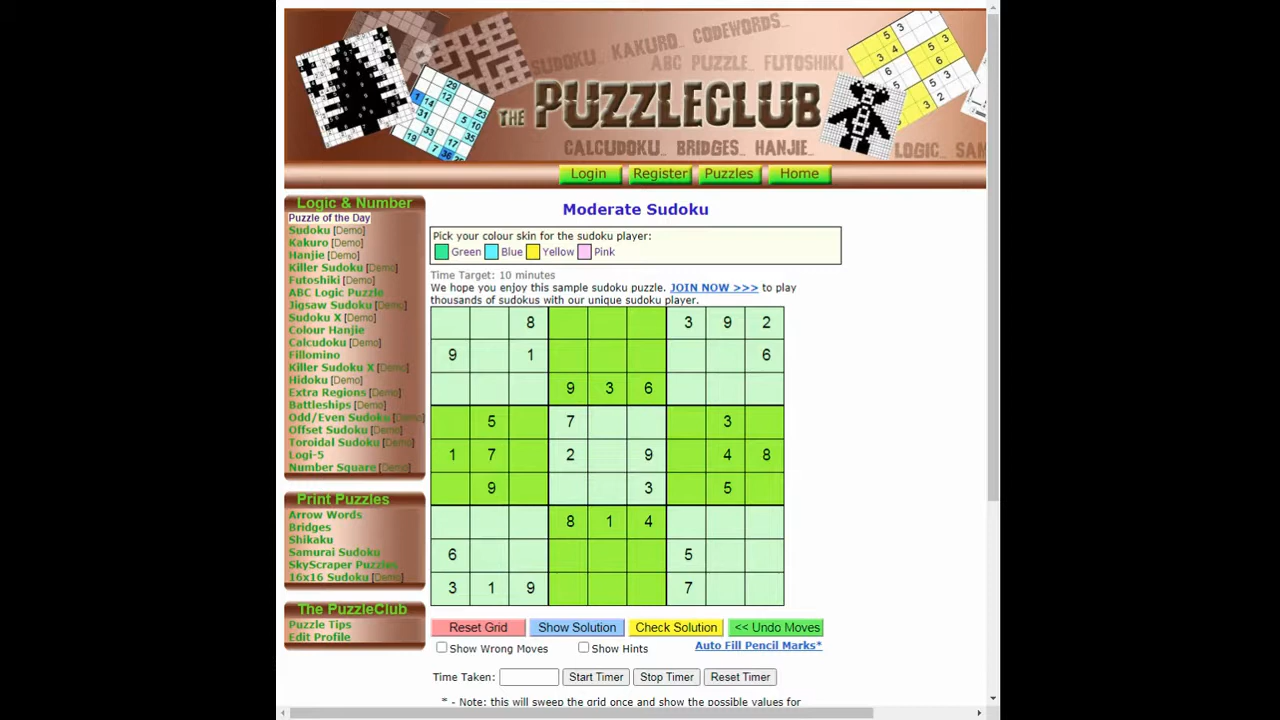 SUDOKU... KAKURO... CODEWORDS...
ABC PUZZLE... FUTOSHIKI
THE PUZZLECLUB
CALCUDOKU... BRIDGES... HANJIE...
LOGIC... SAM
Login Register Puzzles Home
Logic & Number
Puzzle of the Day
Sudoku [Demo]
Kakuro [Demo]
Hanjie [Demo]
Killer Sudoku [Demo]
Futoshiki [Demo]
ABC Logic Puzzle
Jigsaw Sudoku [Demo]
Sudoku X [Demo]
Colour Hanjie
Calcudoku [Demo]
Fillomino
Killer Sudoku X [Demo]
Hidoku [Demo]
Extra Regions [Demo]
Battleships [Demo]
Odd/Even Sudoku [Demo]
Offset Sudoku [Demo]
Toroidal Sudoku [Demo]
Logi-5
Number Square [Demo]
Print Puzzles
Arrow Words
Bridges
Shikaku
Samurai Sudoku
SkyScraper Puzzles
16x16 Sudoku [Demo]
The PuzzleClub
Puzzle Tips
Edit Profile
Moderate Sudoku
Pick your colour skin for the sudoku player:
Green Blue Yellow Pink
Time Target: 10 minutes
We hope you enjoy this sample sudoku puzzle. JOIN NOW >>> to play
thousands of sudokus with our unique sudoku player.
8 3 9 2
9 1 6
9 3 6
5 7 3
1 7 2 9 4 8
9 3 5
8 1 4
6 5
3 1 9 7
Reset Grid Show Solution Check Solution << Undo Moves
Show Wrong Moves Show Hints Auto Fill Pencil Marks*
Time Taken: Start Timer Stop Timer Reset Timer
* - Note: this will sweep the grid once and show the possible values for